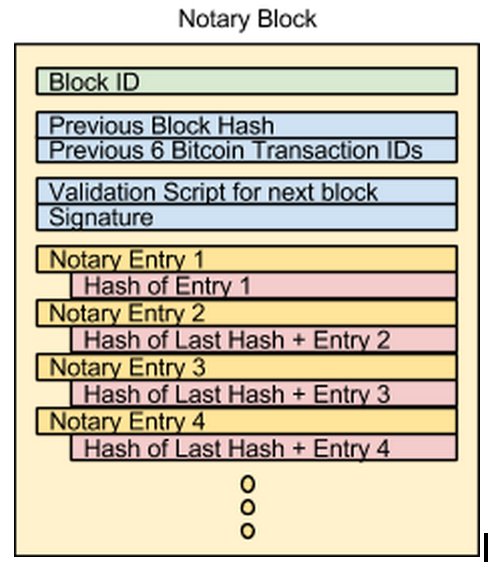 Notary Block
Block ID
Previous Block Hash
Previous 6 Bitcoin Transaction IDs
Validation Script for next block
Signature
Notary Entry 1
Hash of Entry 1
Notary Entry 2
Hash of Last Hash + Entry 2
Notary Entry 3
Hash of Last Hash + Entry 3
Notary Entry 4
Hash of Last Hash + Entry 4